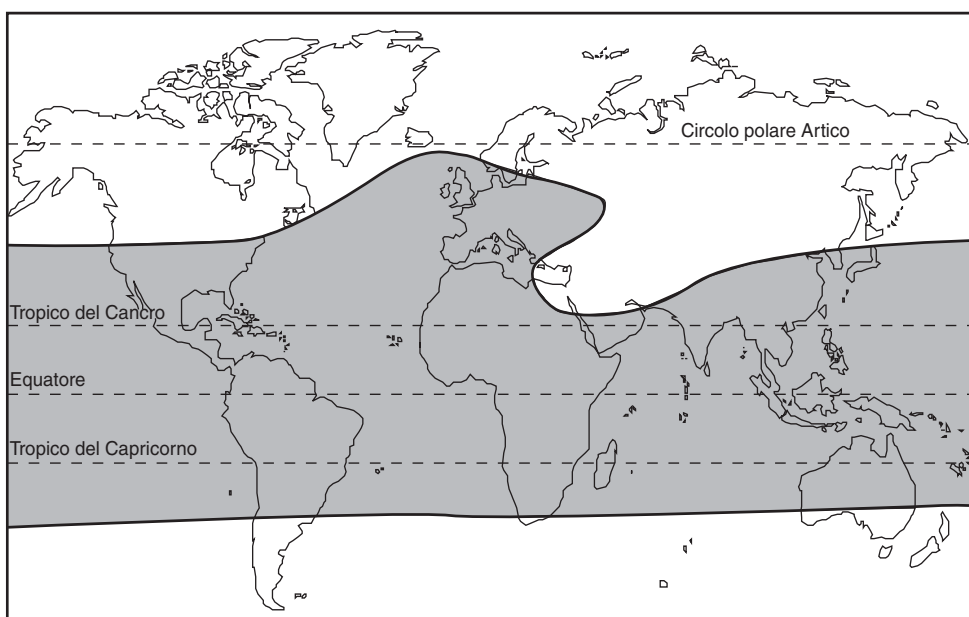 Circolo polare Artico
Tropico del Cancro
Equatore
Tropico del Capricorno